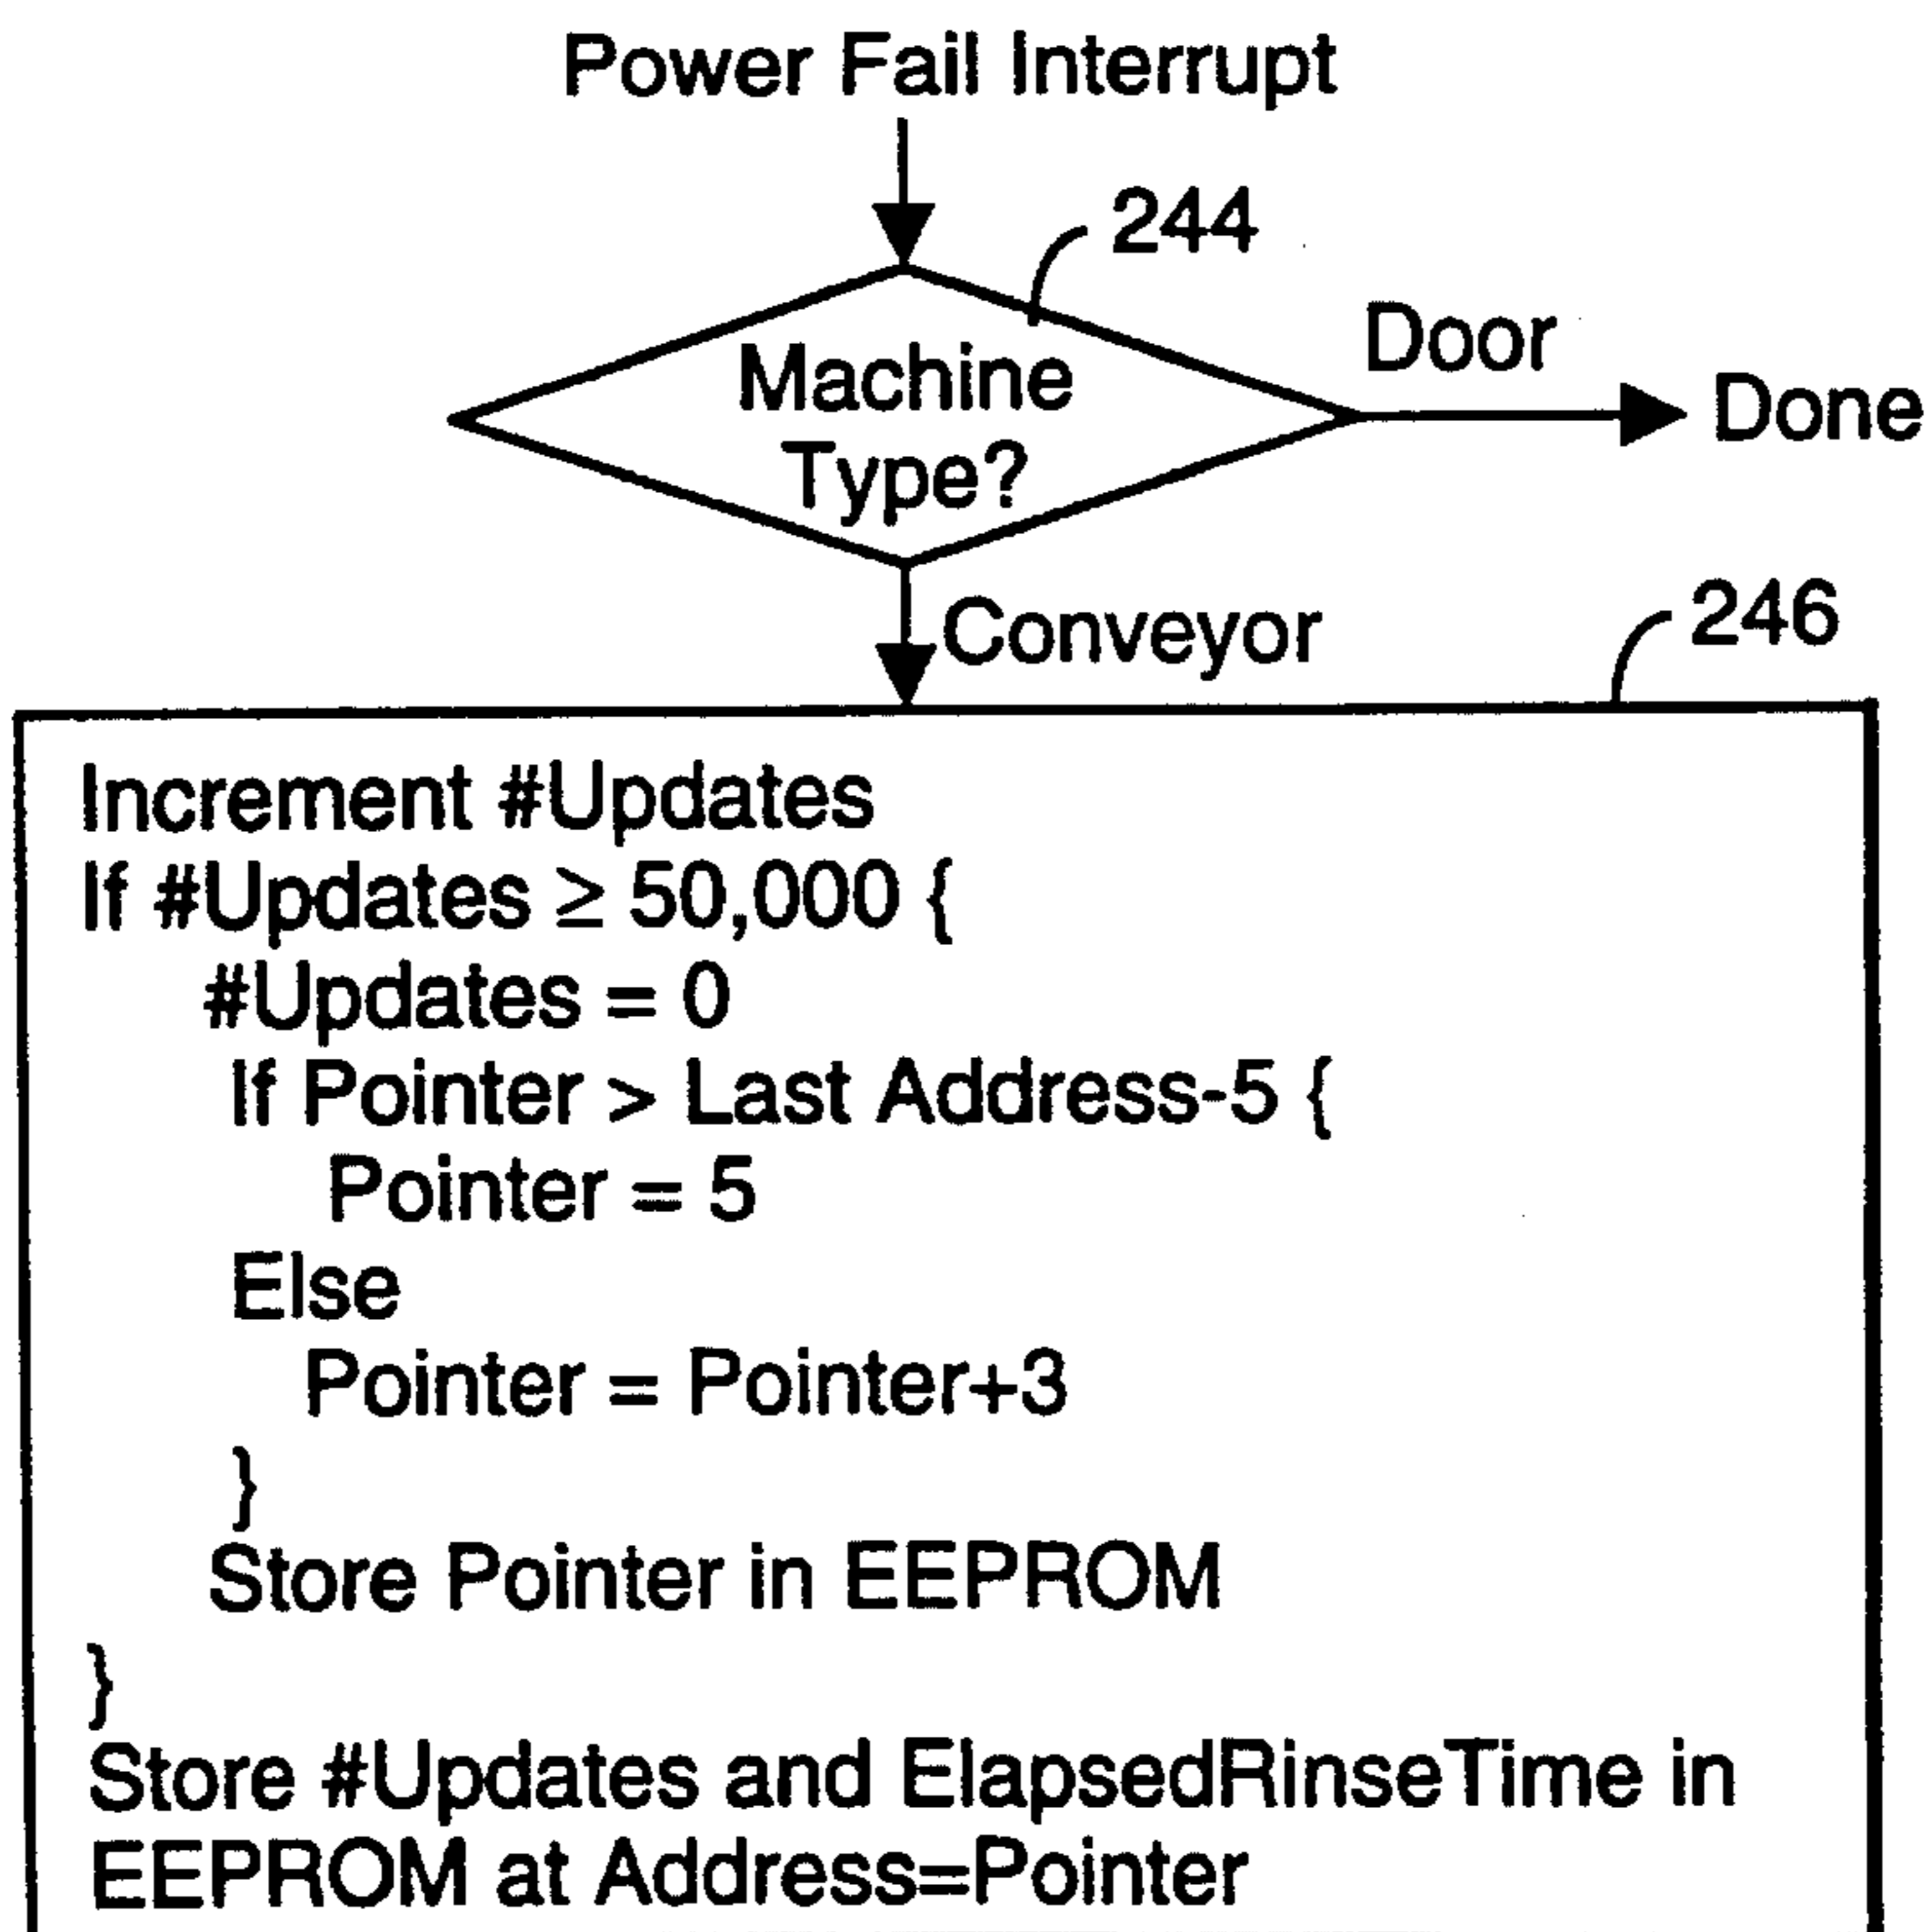 Power Fail Interrupt
244
Machine
Type?
Door
Done
Conveyor
246
Increment #Updates
If #Updates ≥ 50,000 {
#Updates = 0
If Pointer > Last Address-5 {
Pointer = 5
Else
Pointer = Pointer+3
}
Store Pointer in EEPROM
}
Store #Updates and ElapsedRinseTime in
EEPROM at Address=Pointer